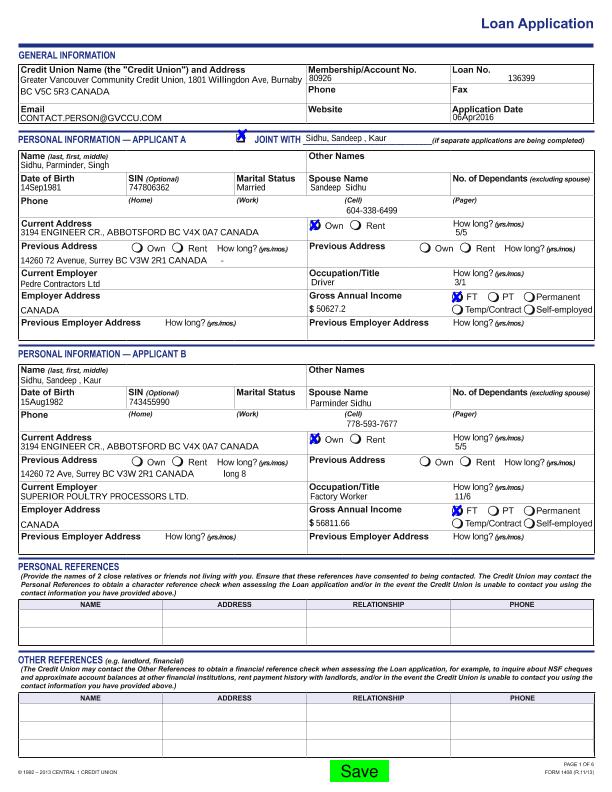 Loan Application
GENERAL INFORMATION
Credit Union Name (the "Credit Union") and Address Membership/Account No. Loan No.
Greater Vancouver Community Credit Union, 1801 Willingdon Ave, Burnaby 80926 136399
BC V5C 5R3 CANADA Phone Fax
Email Website Application Date
CONTACT.PERSON@GVCCU.COM 06Apr2016
PERSONAL INFORMATION — APPLICANT A JOINT WITH Sidhu, Sandeep , Kaur (if separate applications are being completed)
Name (last, first, middle) Other Names
Sidhu, Parminder, Singh
Date of Birth SIN (Optional) Marital Status Spouse Name No. of Dependants (excluding spouse)
14Sep1981 747806362 Married Sandeep Sidhu
Phone (Home) (Work) (Cell) (Pager)
604-338-6499
Current Address Own Rent How long? (yrs/mos.)
3194 ENGINEER CR., ABBOTSFORD BC V4X 0A7 CANADA 5/5
Previous Address Own Rent How long? (yrs/mos.) Previous Address Own Rent How long? (yrs/mos.)
14260 72 Avenue, Surrey BC V3W 2R1 CANADA -
Current Employer Occupation/Title How long? (yrs/mos.)
Pedre Contractors Ltd Driver 3/1
Employer Address Gross Annual Income FT PT Permanent
CANADA $ 50627.2 Temp/Contract Self-employed
Previous Employer Address How long? (yrs/mos.) Previous Employer Address How long? (yrs/mos.)
PERSONAL INFORMATION — APPLICANT B
Name (last, first, middle) Other Names
Sidhu, Sandeep , Kaur
Date of Birth SIN (Optional) Marital Status Spouse Name No. of Dependants (excluding spouse)
15Aug1982 743455990 Parminder Sidhu
Phone (Home) (Work) (Cell) (Pager)
778-593-7677
Current Address Own Rent How long? (yrs/mos.)
3194 ENGINEER CR., ABBOTSFORD BC V4X 0A7 CANADA 5/5
Previous Address Own Rent How long? (yrs/mos.) Previous Address Own Rent How long? (yrs/mos.)
14260 72 Ave, Surrey BC V3W 2R1 CANADA long 8
Current Employer Occupation/Title How long? (yrs/mos.)
SUPERIOR POULTRY PROCESSORS LTD. Factory Worker 11/6
Employer Address Gross Annual Income FT PT Permanent
CANADA $ 56811.66 Temp/Contract Self-employed
Previous Employer Address How long? (yrs/mos.) Previous Employer Address How long? (yrs/mos.)
PERSONAL REFERENCES
(Provide the names of 2 close relatives or friends not living with you. Ensure that these references have consented to being contacted. The Credit Union may contact the
Personal References to obtain a character reference check when assessing the Loan application and/or in the event the Credit Union is unable to contact you using the
contact information you have provided above.)
NAME ADDRESS RELATIONSHIP PHONE
OTHER REFERENCES (e.g. landlord, financial)
(The Credit Union may contact the Other References to obtain a financial reference check when assessing the Loan application, for example, to inquire about NSF cheques
and approximate account balances at other financial institutions, rent payment history with landlords, and/or in the event the Credit Union is unable to contact you using the
contact information you have provided above.)
NAME ADDRESS RELATIONSHIP PHONE
© 1982 – 2013 CENTRAL 1 CREDIT UNION Save PAGE 1 OF 6
FORM 1408 (R.11/13)